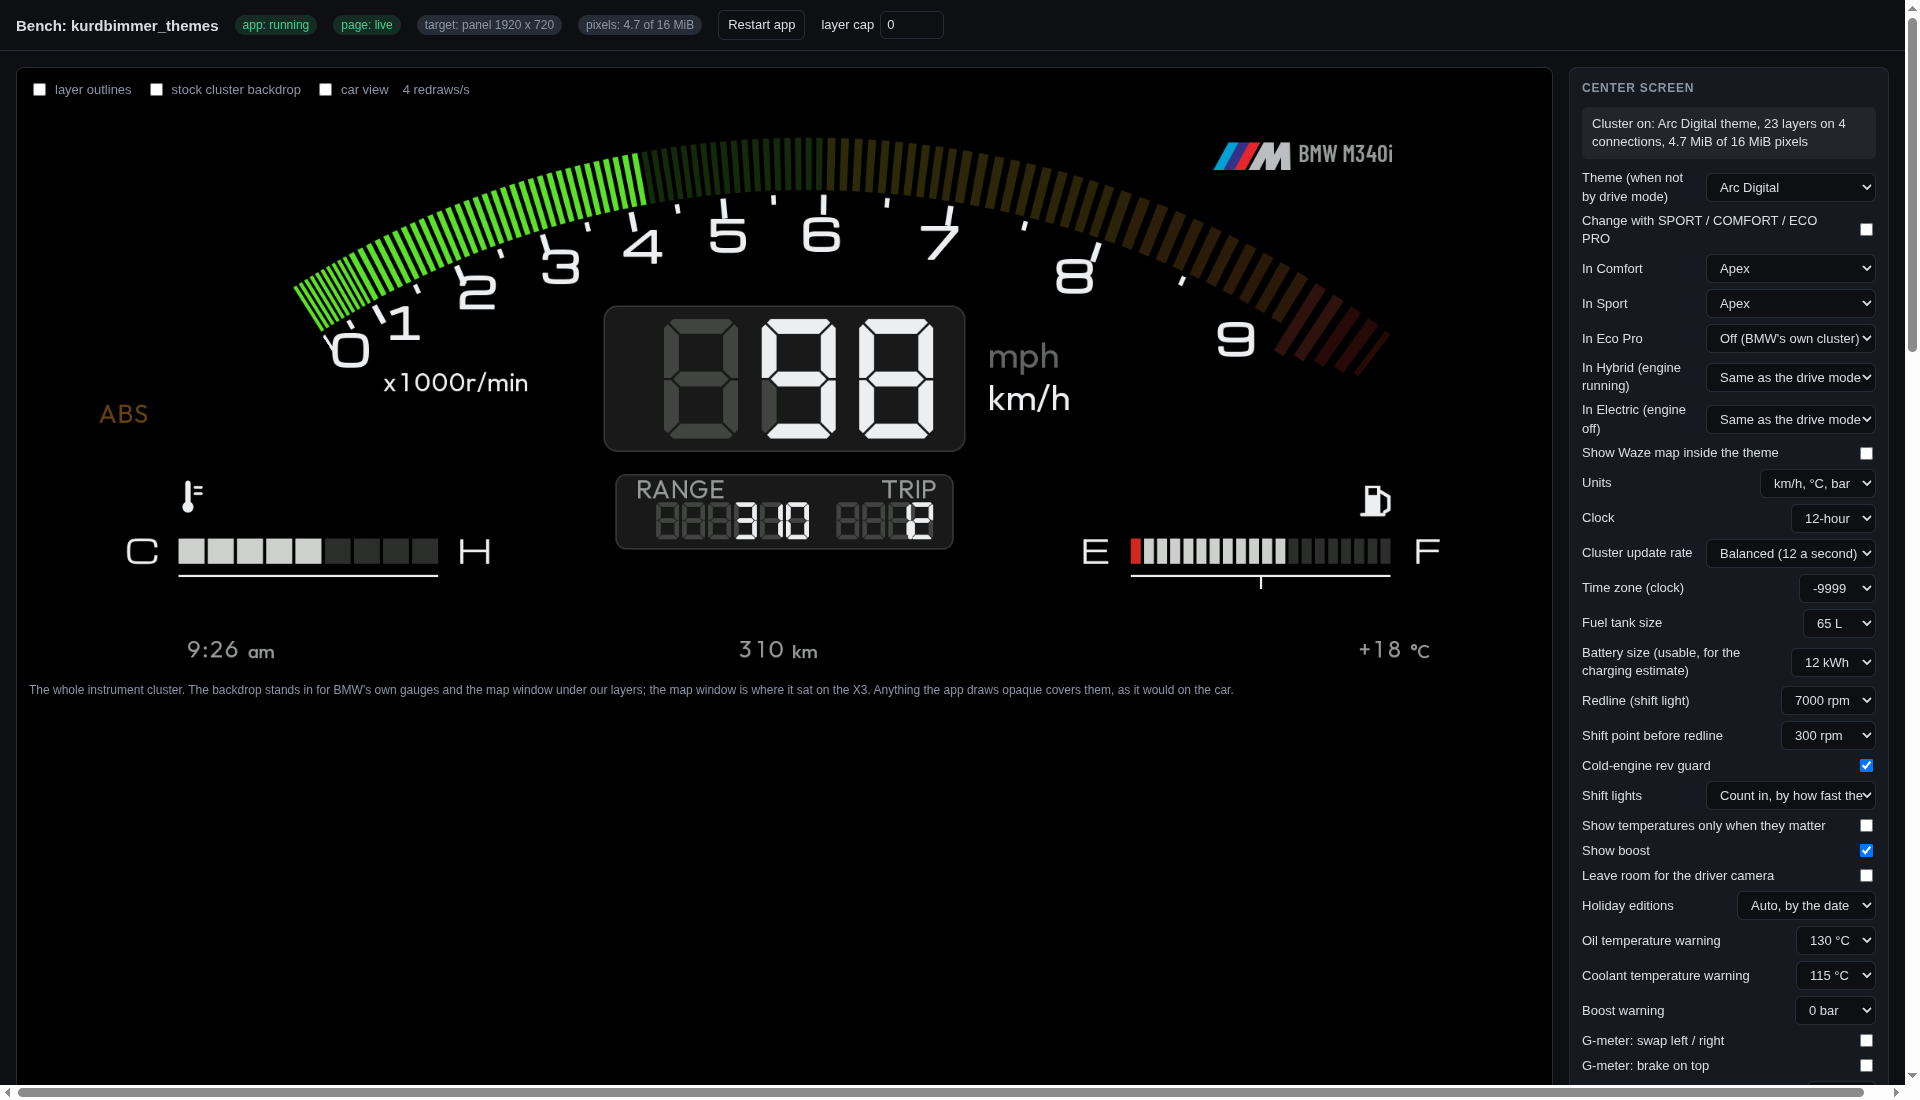 Bench: kurdbimmer_themes app: running page: live target: panel 1920 x 720 pixels: 4.7 of 16 MiB Restart app layer cap 0
layer outlines stock cluster backdrop car view 4 redraws/s
M BMW M340i
0 1 2 3 4 5 6 7 8 9
x1000r/min
98
mph
km/h
ABS
RANGE TRIP
310 12
C H
E F
9:26 am 310 km +18 °C
The whole instrument cluster. The backdrop stands in for BMW's own gauges and the map window under our layers; the map window is where it sat on the X3. Anything the app draws opaque covers them, as it would on the car.
CENTER SCREEN
Cluster on: Arc Digital theme, 23 layers on 4
connections, 4.7 MiB of 16 MiB pixels
Theme (when not
by drive mode) Arc Digital
Change with SPORT / COMFORT / ECO
PRO
In Comfort Apex
In Sport Apex
In Eco Pro Off (BMW's own cluster)
In Hybrid (engine
running) Same as the drive mode
In Electric (engine
off) Same as the drive mode
Show Waze map inside the theme
Units km/h, °C, bar
Clock 12-hour
Cluster update rate Balanced (12 a second)
Time zone (clock) -9999
Fuel tank size 65 L
Battery size (usable, for the
charging estimate) 12 kWh
Redline (shift light) 7000 rpm
Shift point before redline 300 rpm
Cold-engine rev guard
Shift lights Count in, by how fast the
Show temperatures only when they matter
Show boost
Leave room for the driver camera
Holiday editions Auto, by the date
Oil temperature warning 130 °C
Coolant temperature warning 115 °C
Boost warning 0 bar
G-meter: swap left / right
G-meter: brake on top